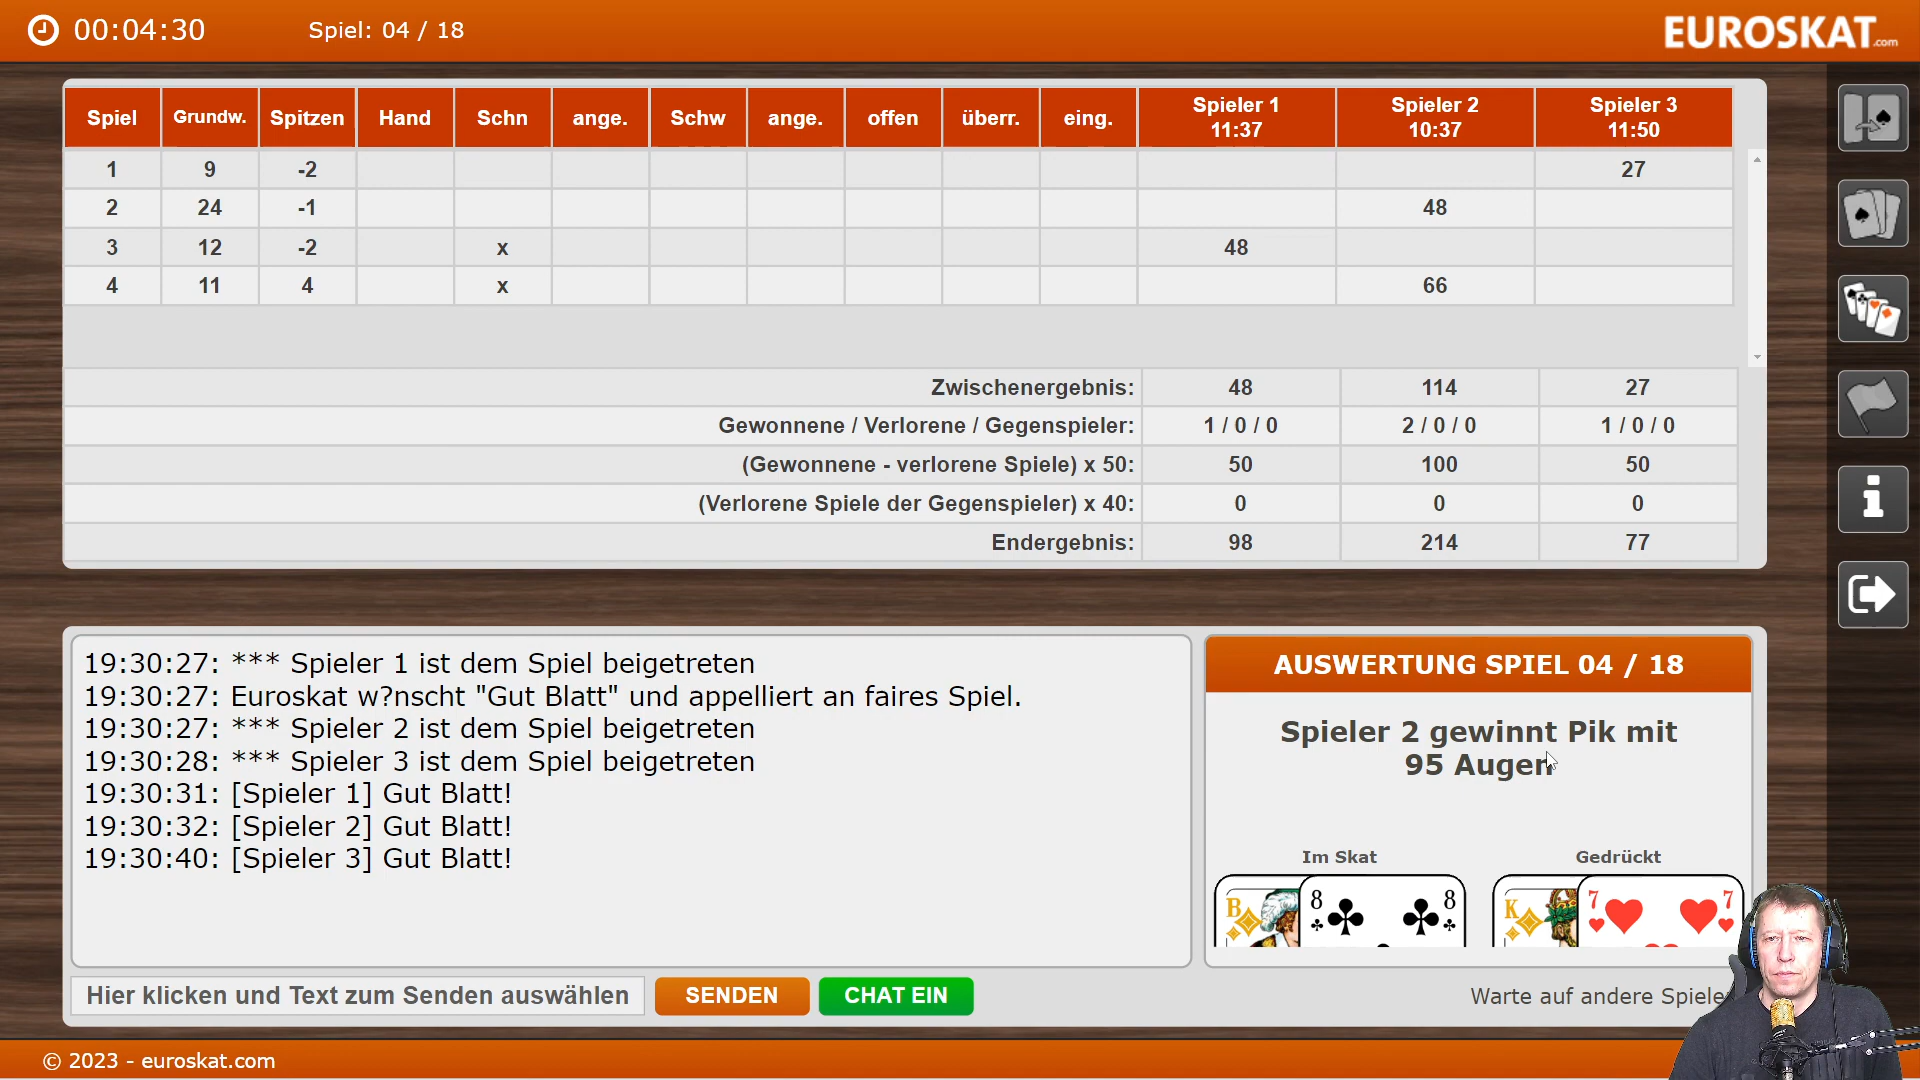 00:04:30 Spiel: 04 / 18 EUROSKAT.com
Spiel Grundw. Spitzen Hand Schn ange. Schw ange. offen überr. eing. Spieler 1 11:37 Spieler 2 10:37 Spieler 3 11:50
1 9 -2 27
2 24 -1 48
3 12 -2 x 48
4 11 4 x 66
Zwischenergebnis: 48 114 27
Gewonnene / Verlorene / Gegenspieler: 1 / 0 / 0 2 / 0 / 0 1 / 0 / 0
(Gewonnene - verlorene Spiele) x 50: 50 100 50
(Verlorene Spiele der Gegenspieler) x 40: 0 0 0
Endergebnis: 98 214 77
19:30:27: *** Spieler 1 ist dem Spiel beigetreten
19:30:27: Euroskat w?nscht "Gut Blatt" und appelliert an faires Spiel.
19:30:27: *** Spieler 2 ist dem Spiel beigetreten
19:30:28: *** Spieler 3 ist dem Spiel beigetreten
19:30:31: [Spieler 1] Gut Blatt!
19:30:32: [Spieler 2] Gut Blatt!
19:30:40: [Spieler 3] Gut Blatt!
AUSWERTUNG SPIEL 04 / 18
Spieler 2 gewinnt Pik mit
95 Augen
Im Skat Gedrückt
B 8 8 K 7 7
Hier klicken und Text zum Senden auswählen SENDEN CHAT EIN Warte auf andere Spiele
© 2023 - euroskat.com